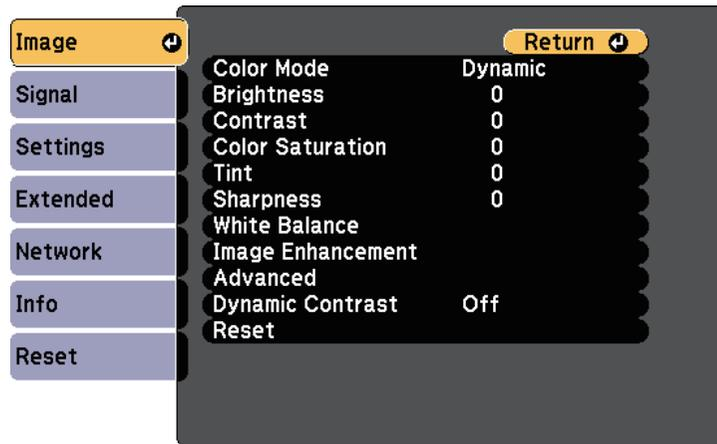 Image
Signal
Settings
Extended
Network
Info
Reset
Return
Color Mode Dynamic
Brightness 0
Contrast 0
Color Saturation 0
Tint 0
Sharpness 0
White Balance
Image Enhancement
Advanced
Dynamic Contrast Off
Reset